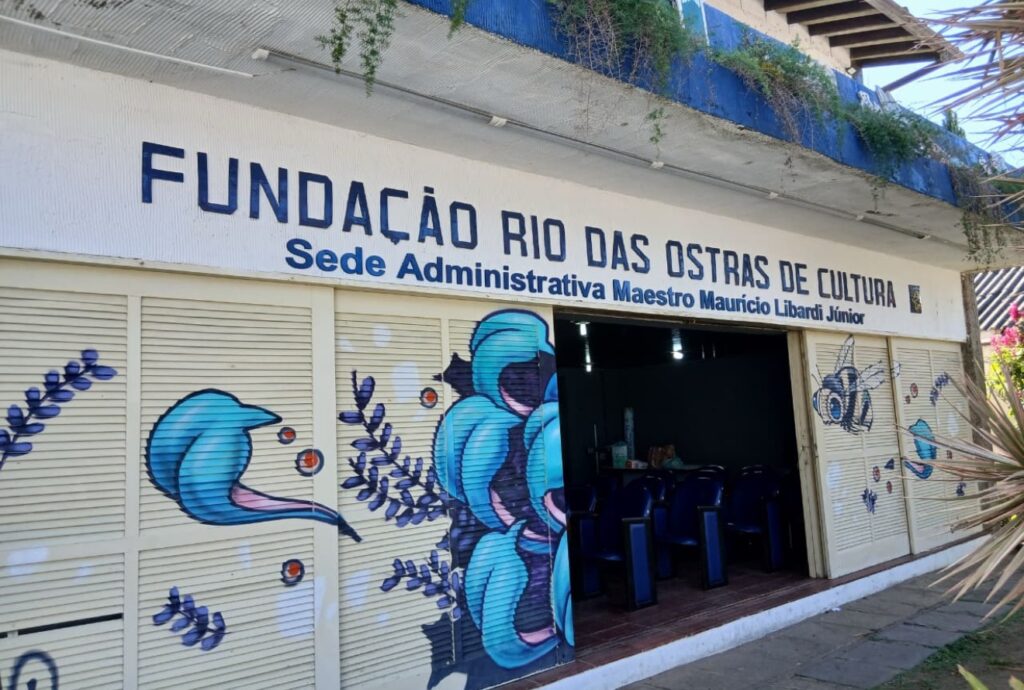 FUNDAÇÃO RIO DAS OSTRAS DE CULTURA
Sede Administrativa Maestro Maurício Libardi Júnior